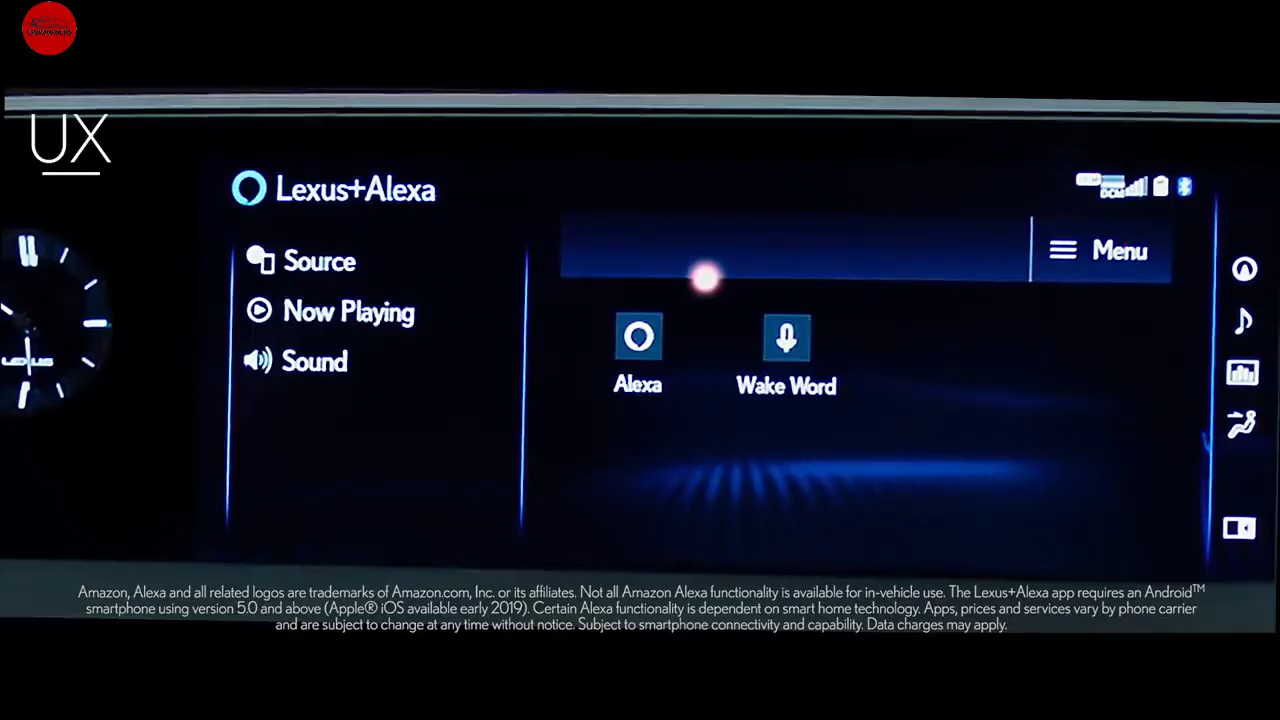 UX
Lexus+Alexa
DCM
Source
Menu
Now Playing
Sound
LEXUS
Alexa
Wake Word
Amazon, Alexa and all related logos are trademarks of Amazon.com, Inc. or its affiliates. Not all Amazon Alexa functionality is available for in-vehicle use. The Lexus+Alexa app requires an Android™
smartphone using version 5.0 and above (Apple® iOS available early 2019). Certain Alexa functionality is dependent on smart home technology. Apps, prices and services vary by phone carrier
and are subject to change at any time without notice. Subject to smartphone connectivity and capability. Data charges may apply.